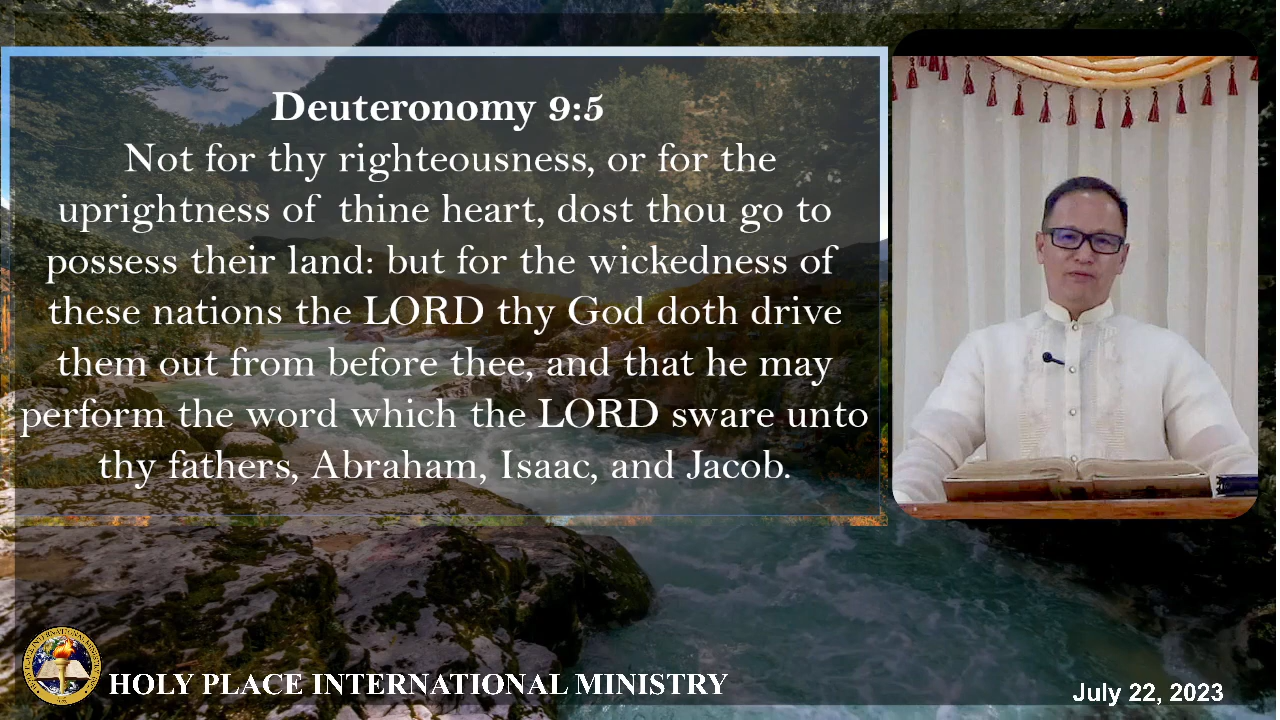 Deuteronomy 9:5
Not for thy righteousness, or for the
uprightness of thine heart, dost thou go to
possess their land: but for the wickedness of
these nations the LORD thy God doth drive
them out from before thee, and that he may
perform the word which the LORD sware unto
thy fathers, Abraham, Isaac, and Jacob.
HOLY PLACE INTERNATIONAL MINISTRY
July 22, 2023